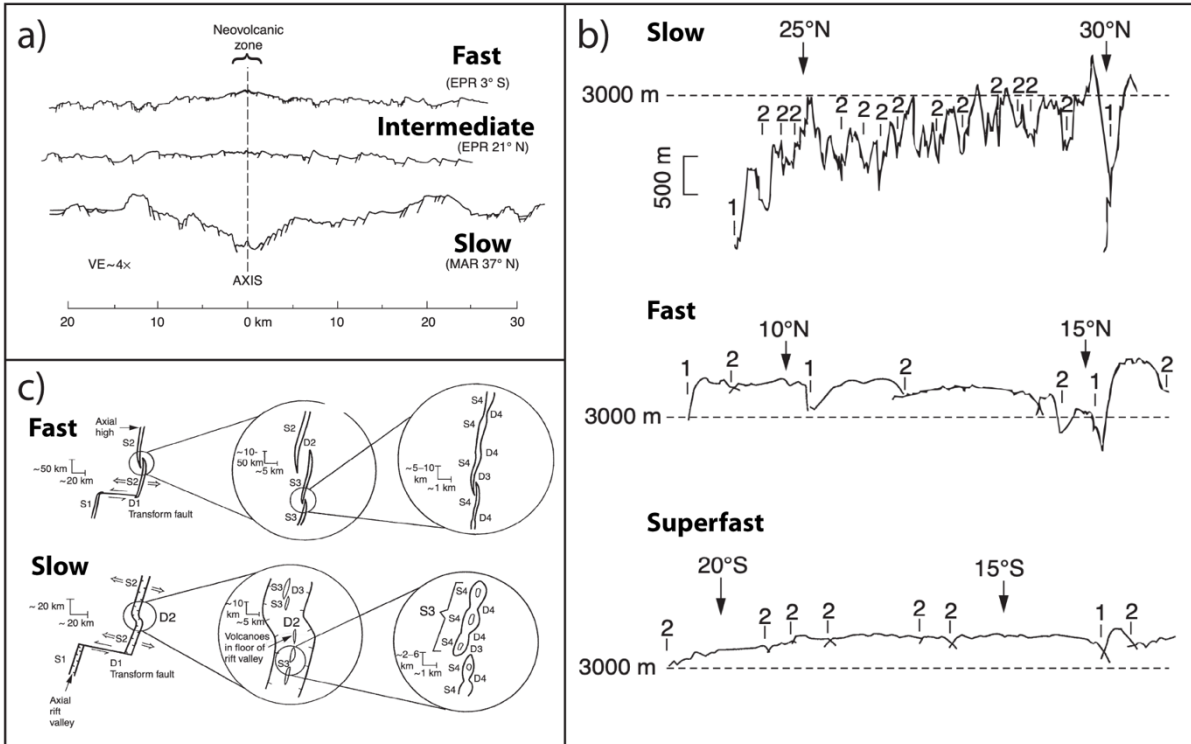 a)
Neovolcanic
zone
Fast
(EPR 3° S)
Intermediate
(EPR 21° N)
Slow
(MAR 37° N)
VE~4×
AXIS
20 10 0 km 10 20 30
b)
Slow
25°N 30°N
3000 m
2 2 2 2 2 2 2 2 2 2 2 2 2 2
500 m
1 1
Fast
10°N 15°N
1 2 1 2 2 1 2
3000 m
Superfast
20°S 15°S
2 2 2 2 2 2 1 2
3000 m
c)
Fast
Axial
high
S2
~50 km
~20 km
S2
S1
D1
Transform fault
S2
D2
~10-
50 km
~5 km
S3
S3
S4
D4
S4
D4
S4
~5–10
km
~1 km
S4
D4
Slow
S2
~ 20 km
~ 20 km
D2
S2
S1
D1
Transform fault
Axial
rift
valley
S3
D3
S3
~10
km
~5 km
D2
Volcanoes
in floor of
rift valley
S3
S4
S3
D4
S4
D4
S4
D3
~2–6
km
~1 km
S4
D4